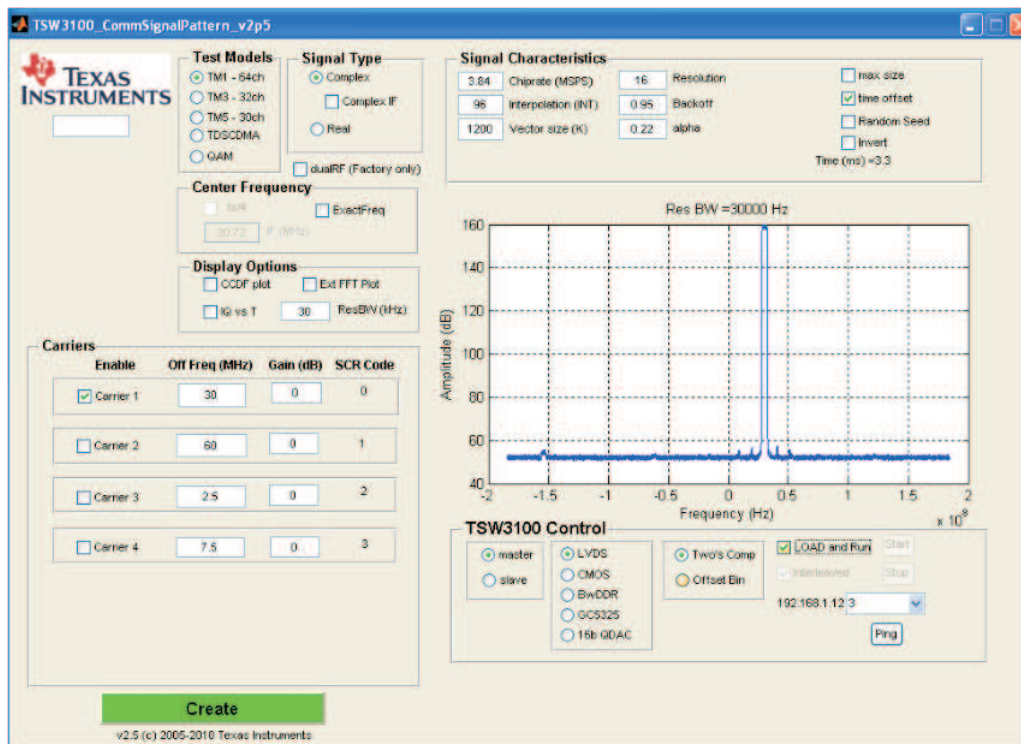 TSW3100_CommSignalPattern_v2p5
TEXAS
INSTRUMENTS
Test Models
TM1 - 64ch
TM3 - 32ch
TM5 - 30ch
TDSCDMA
QAM
Signal Type
Complex
Complex IF
Real
dualRF (Factory only)
Signal Characteristics
3.84 Chiprate (MSPS) 16 Resolution
96 Interpolation (INT) 0.95 Backoff
1200 Vector size (K) 0.22 alpha
max size
time offset
Random Seed
Invert
Time (ms) =3.3
Center Frequency
fs/4
ExactFreq
30.72 IF (MHz)
Display Options
CCDF plot
Ext FFT Plot
IQ vs T
30 ResBW (kHz)
Carriers
Enable Off Freq (MHz) Gain (dB) SCR Code
Carrier 1 30 0 0
Carrier 2 60 0 1
Carrier 3 2.5 0 2
Carrier 4 7.5 0 3
Res BW =30000 Hz
Amplitude (dB)
160
140
120
100
80
60
40
-2 -1.5 -1 -0.5 0 0.5 1 1.5 2
Frequency (Hz)
x 10^8
TSW3100 Control
master
slave
LVDS
CMOS
BwDDR
GC5325
16b QDAC
Two's Comp
Offset Bin
LOAD and Run
Start
Interleaved
Stop
192.168.1.12 3
Ping
Create
v2.5 (c) 2005-2010 Texas Instruments